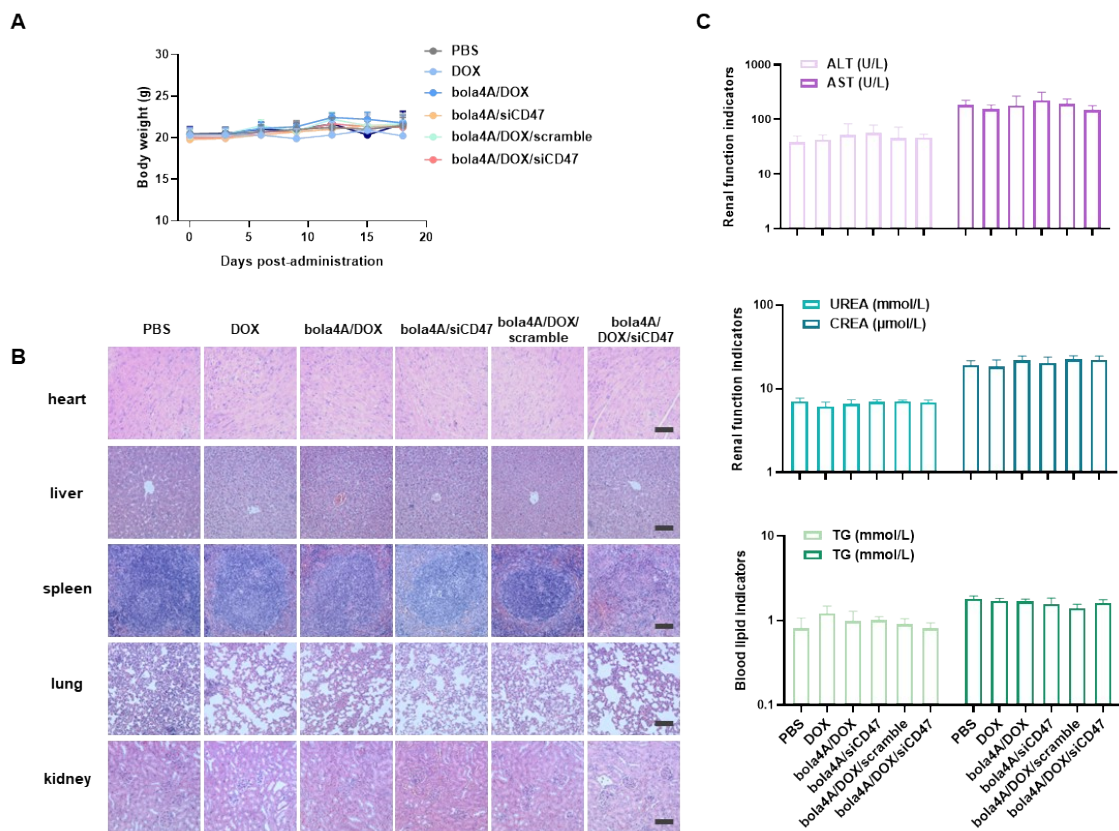 A
30
25
20
15
10
Body weight (g)
0
5
10
15
20
Days post-administration
PBS
DOX
bola4A/DOX
bola4A/siCD47
bola4A/DOX/scramble
bola4A/DOX/siCD47
B
PBS
DOX
bola4A/DOX
bola4A/siCD47
bola4A/DOX/
scramble
bola4A/
DOX/siCD47
heart
liver
spleen
lung
kidney
C
Renal function indicators
1000
100
10
1
ALT (U/L)
AST (U/L)
Renal function indicators
100
10
1
UREA (mmol/L)
CREA (μmol/L)
Blood lipid indicators
10
1
0.1
TG (mmol/L)
TG (mmol/L)
PBS
DOX
bola4A/DOX
bola4A/siCD47
bola4A/DOX/scramble
bola4A/DOX/siCD47
PBS
DOX
bola4A/DOX
bola4A/siCD47
bola4A/DOX/scramble
bola4A/DOX/siCD47